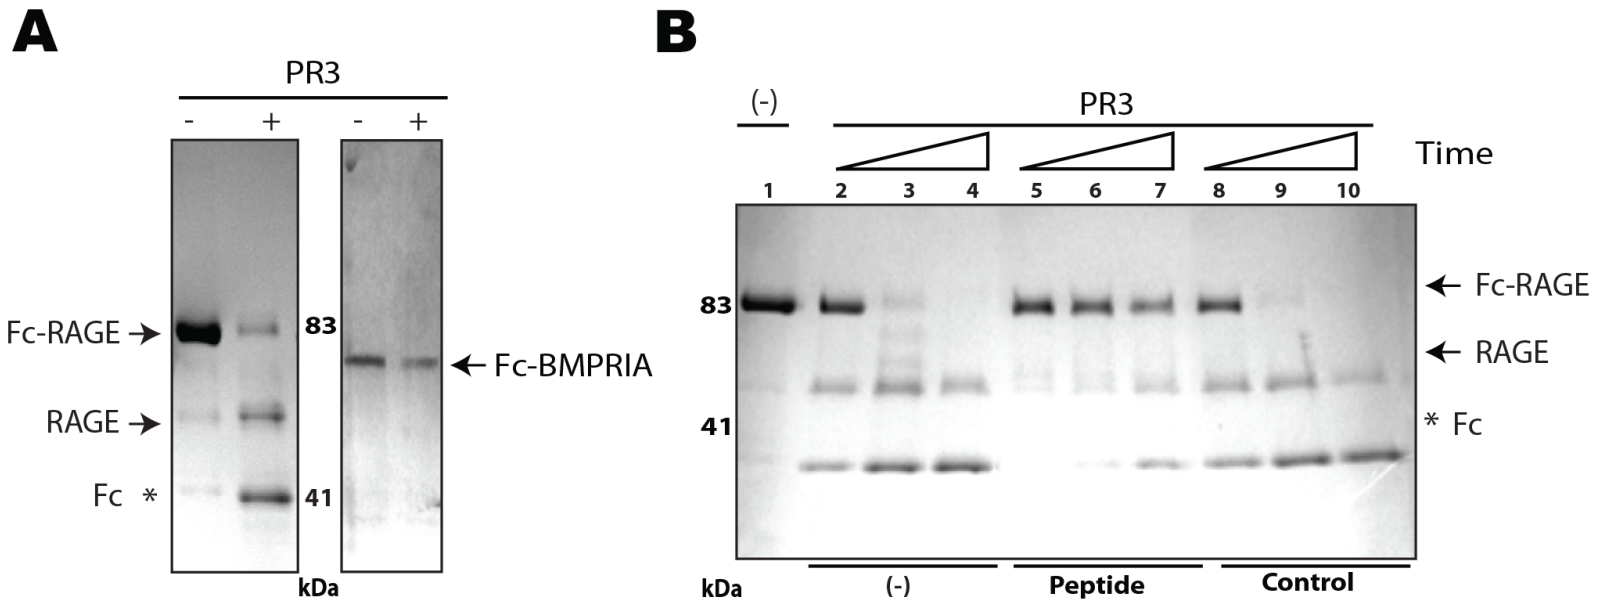 A
PR3
- +
- +
Fc-RAGE
83
Fc-BMPRIA
RAGE
Fc *
41
kDa
B
(-)
PR3
Time
1 2 3 4 5 6 7 8 9 10
Fc-RAGE
83
RAGE
41
* Fc
kDa
(-)
Peptide
Control